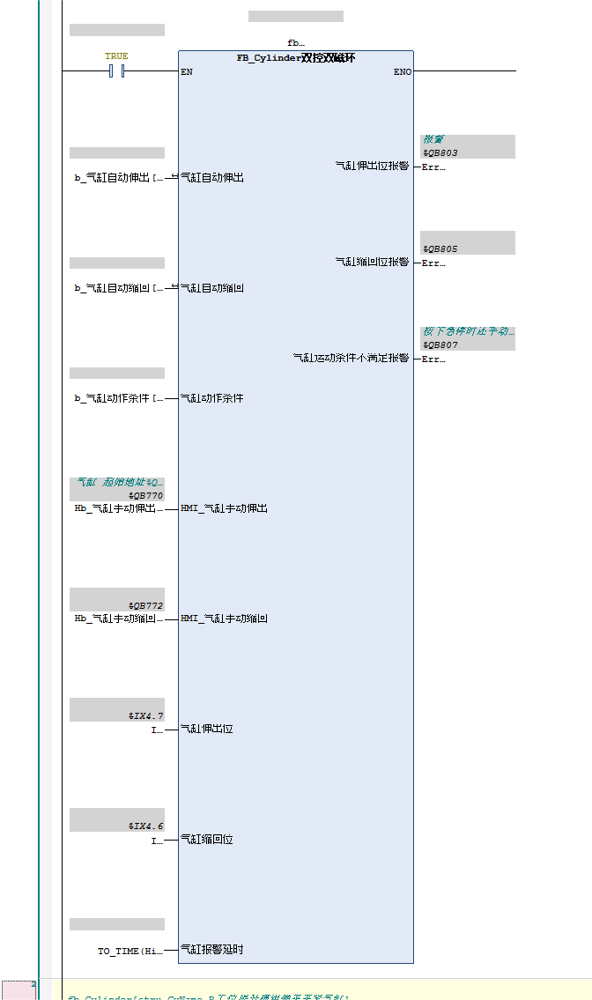 fb…
TRUE
FB_Cylinder双控双磁环
EN
ENO
报警
%QB803
气缸伸出位报警
Err…
b_气缸自动伸出[…
气缸自动伸出
%QB805
气缸缩回位报警
Err…
b_气缸自动缩回[…
气缸自动缩回
按下急停时还手动…
%QB807
气缸运动条件不满足报警
Err…
b_气缸动作条件[…
气缸动作条件
气缸 起始地址%Q…
%QB770
Hb_气缸手动伸出…
HMI_气缸手动伸出
%QB772
Hb_气缸手动缩回…
HMI_气缸手动缩回
%IX4.7
I…
气缸伸出位
%IX4.6
I…
气缸缩回位
TO_TIME(Hi…
气缸报警延时
2